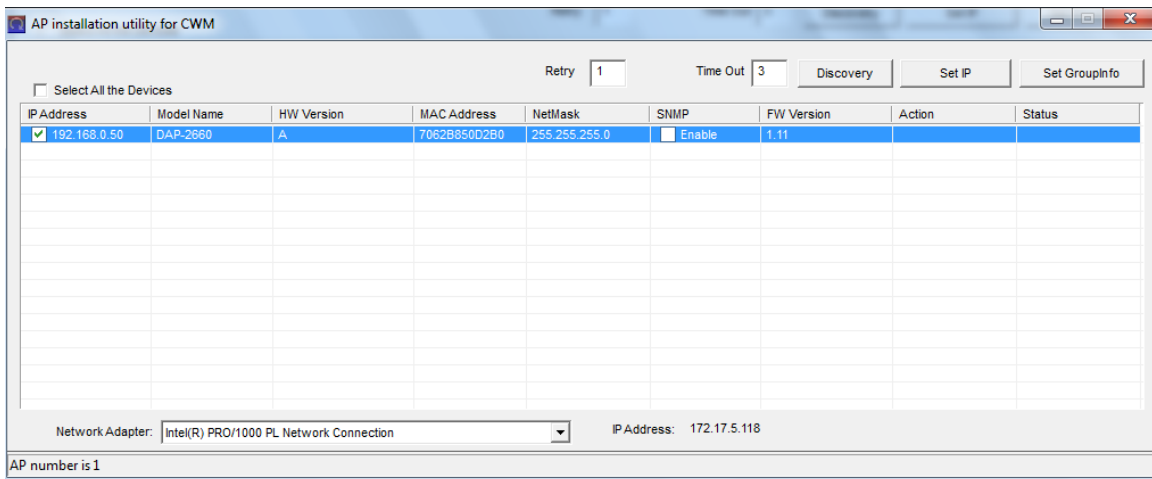 AP installation utility for CWM
Retry 1 Time Out 3 Discovery Set IP Set GroupInfo
Select All the Devices
IP Address Model Name HW Version MAC Address NetMask SNMP FW Version Action Status
192.168.0.50 DAP-2660 A 7062B850D2B0 255.255.255.0 Enable 1.11
Network Adapter: Intel(R) PRO/1000 PL Network Connection IP Address: 172.17.5.118
AP number is 1